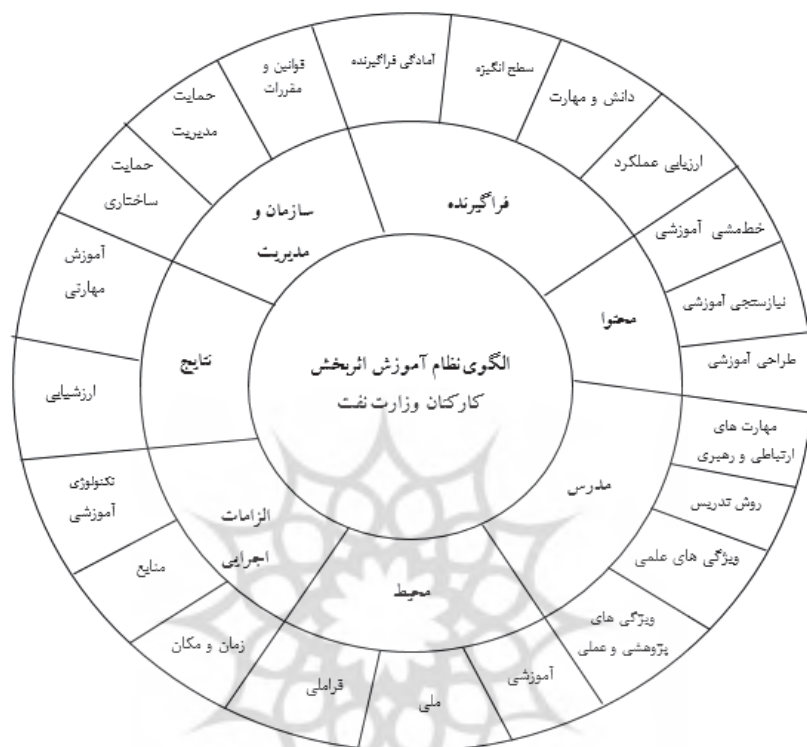 الگوی نظام آموزش اثربخش
کارکنان وزارت نفت
فراگیرنده
محتوا
مدرس
محیط
الزامات
اجرایی
نتایج
سازمان و
مدیریت
آمادگی فراگیرنده
سطح انگیزه
دانش و مهارت
ارزیابی عملکرد
خط‌مشی آموزشی
نیازسنجی آموزشی
طراحی آموزشی
مهارت های
ارتباطی و رهبری
روش تدریس
ویژگی های علمی
ویژگی های
پژوهشی و عملی
آموزشی
ملی
فراملی
زمان و مکان
منابع
تکنولوژی
آموزشی
ارزشیابی
آموزش
مهارتی
حمایت
ساختاری
حمایت
مدیریت
قوانین و
مقررات